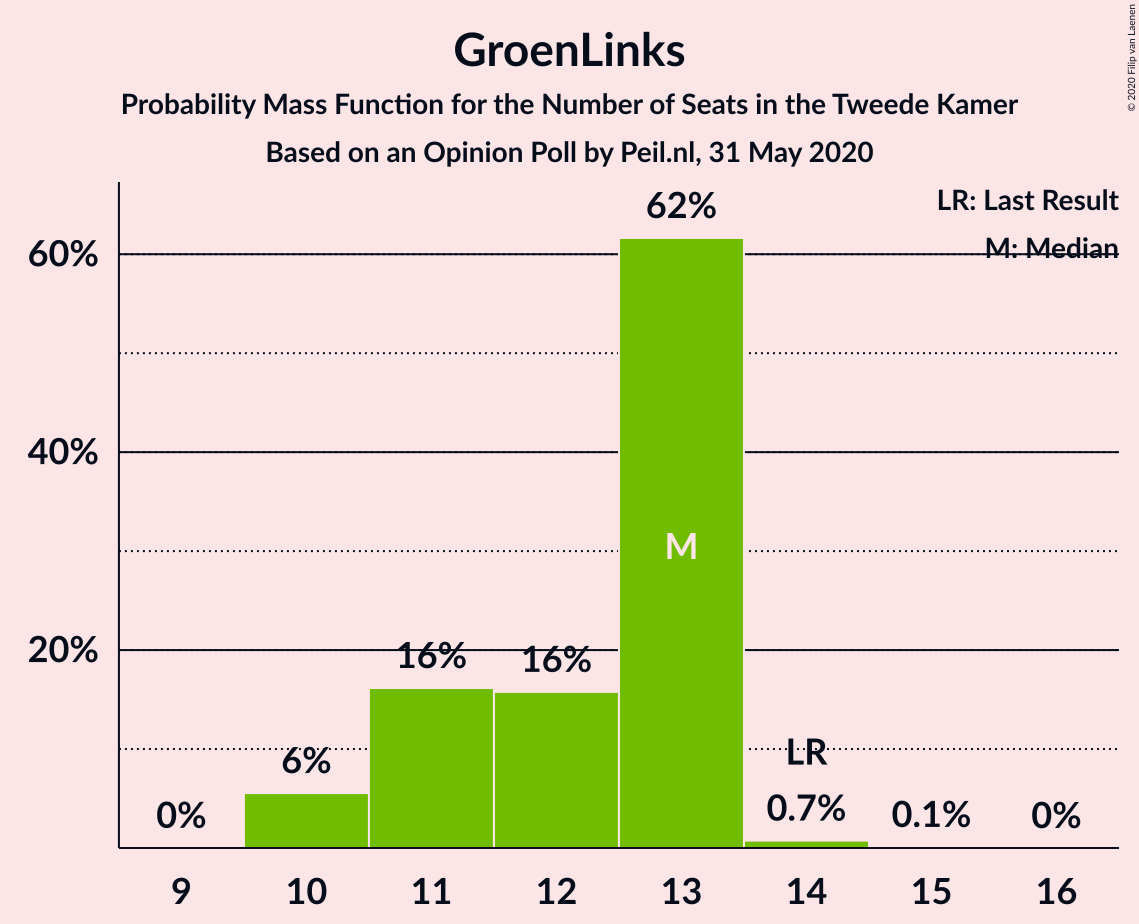 GroenLinks
Probability Mass Function for the Number of Seats in the Tweede Kamer
Based on an Opinion Poll by Peil.nl, 31 May 2020
© 2020 Filip van Laenen
LR: Last Result
M: Median
60%
40%
20%
0%
6%
16%
16%
62%
M
LR
0.7%
0.1%
0%
9
10
11
12
13
14
15
16